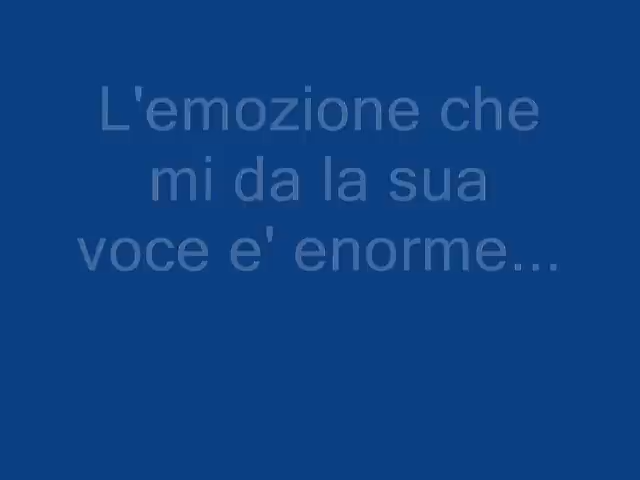 L'emozione che
mi da la sua
voce e' enorme...